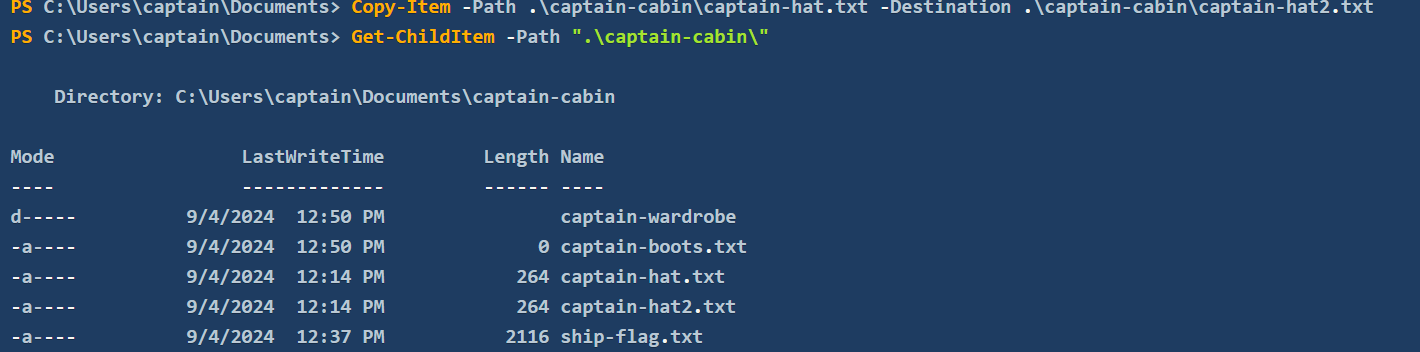 PS C:\Users\captain\Documents> Copy-Item -Path .\captain-cabin\captain-hat.txt -Destination .\captain-cabin\captain-hat2.txt
PS C:\Users\captain\Documents> Get-ChildItem -Path ".\captain-cabin\"
Directory: C:\Users\captain\Documents\captain-cabin
Mode LastWriteTime Length Name
---- ------------- ------ ----
d----- 9/4/2024 12:50 PM captain-wardrobe
-a---- 9/4/2024 12:50 PM 0 captain-boots.txt
-a---- 9/4/2024 12:14 PM 264 captain-hat.txt
-a---- 9/4/2024 12:14 PM 264 captain-hat2.txt
-a---- 9/4/2024 12:37 PM 2116 ship-flag.txt